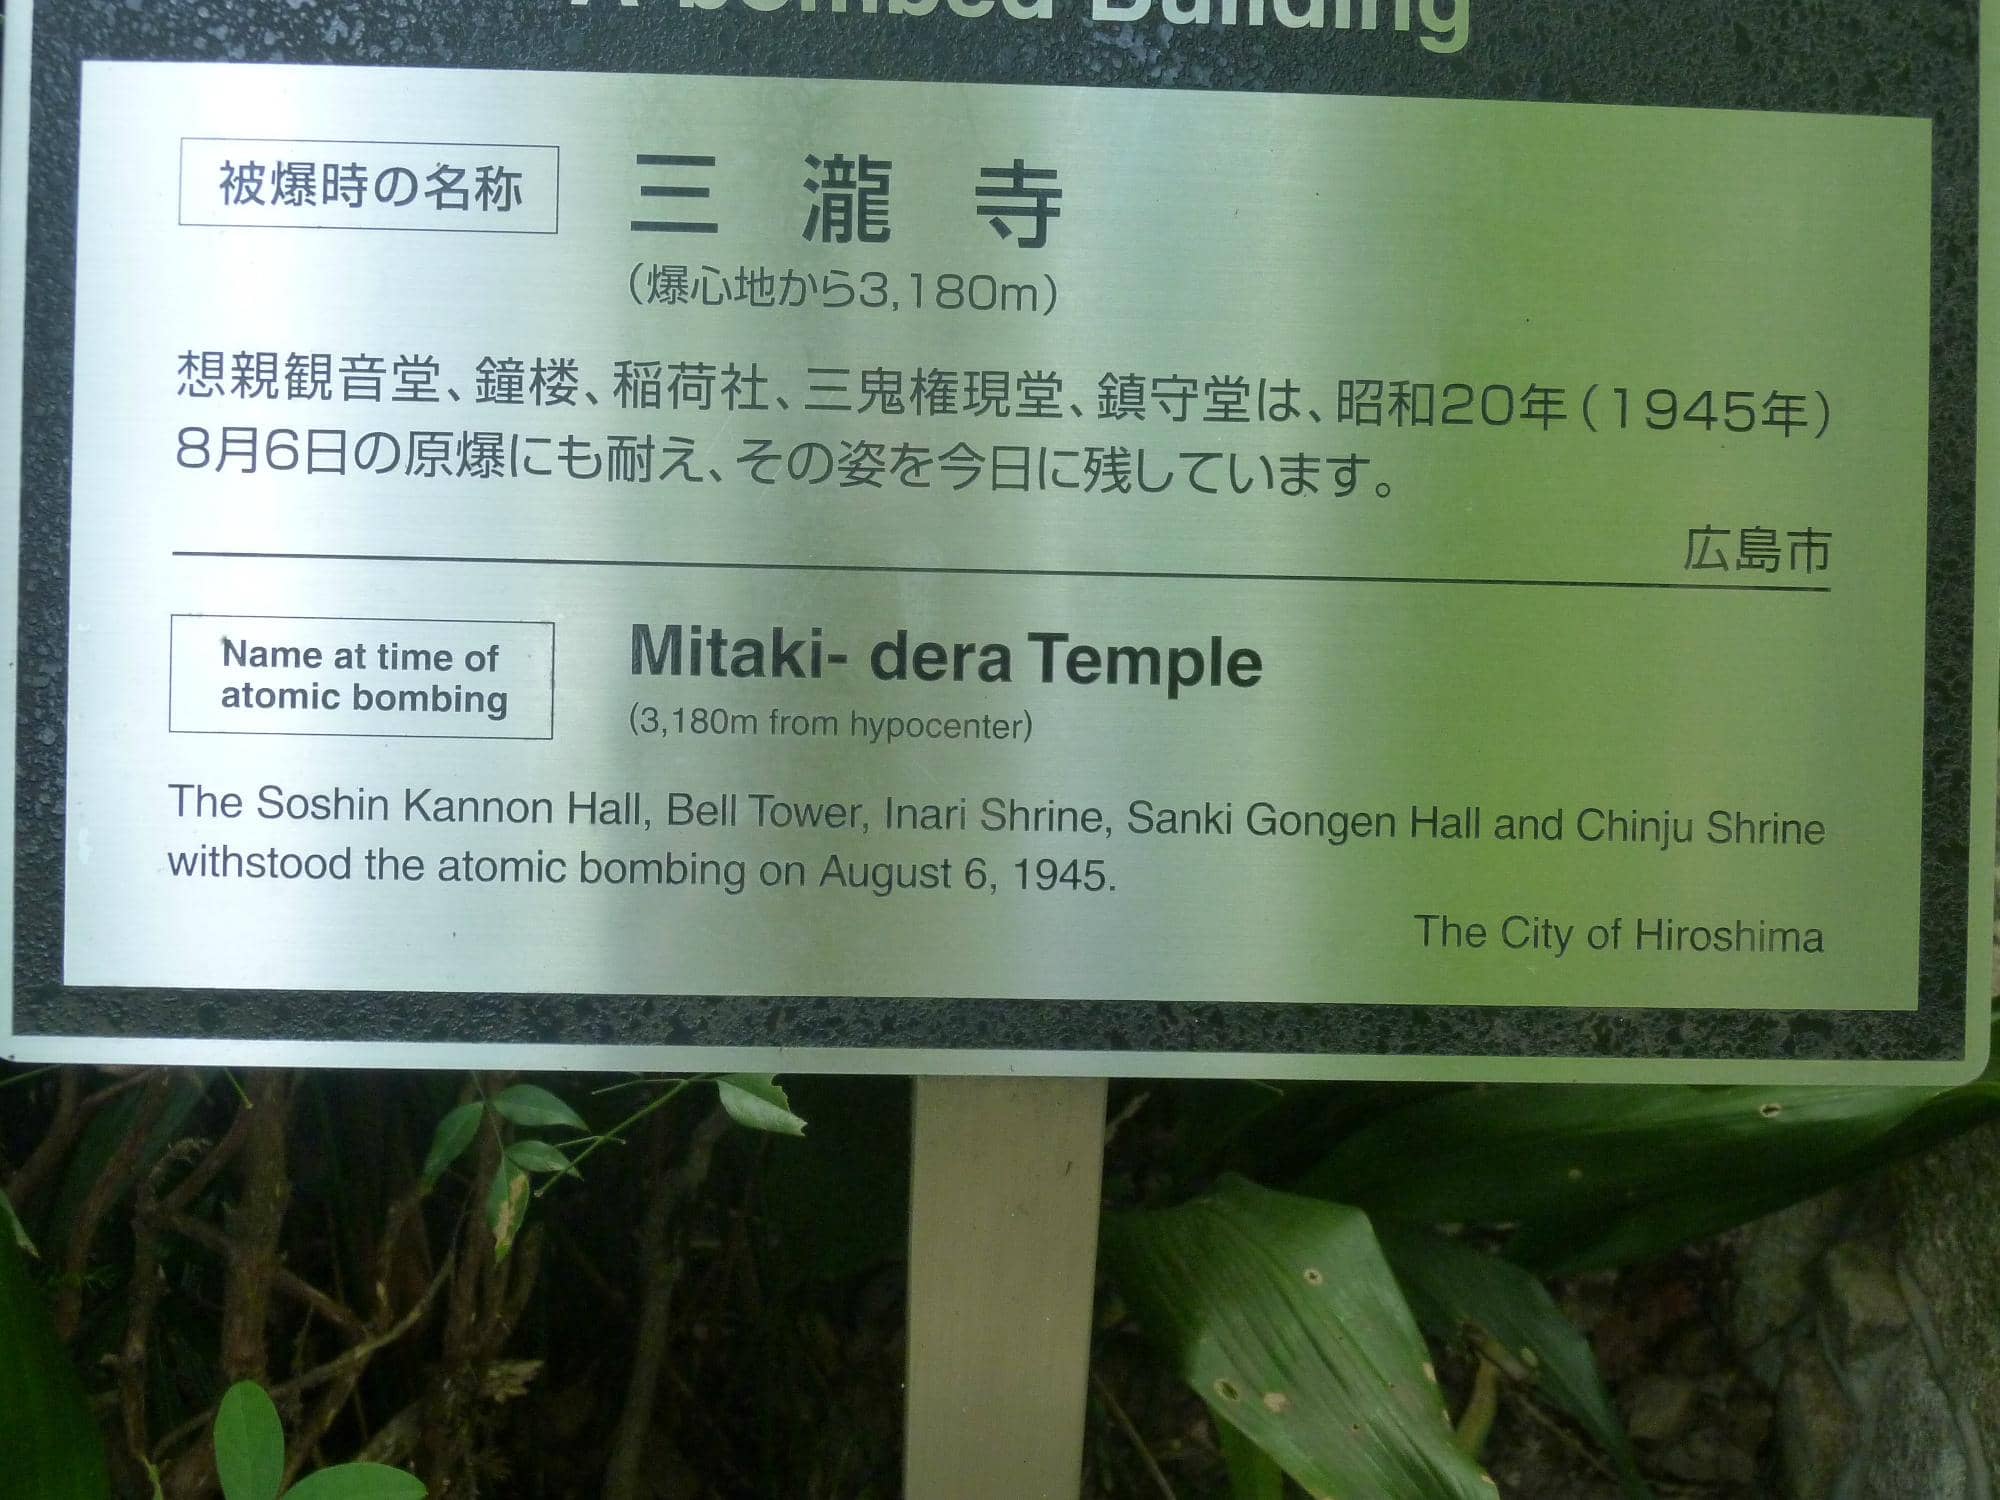 A-bombed Building
被爆時の名称
三瀧寺
（爆心地から3,180m）
想親観音堂、鐘楼、稲荷社、三鬼権現堂、鎮守堂は、昭和20年（1945年）
8月6日の原爆にも耐え、その姿を今日に残しています。
広島市
Name at time of
atomic bombing
Mitaki- dera Temple
(3,180m from hypocenter)
The Soshin Kannon Hall, Bell Tower, Inari Shrine, Sanki Gongen Hall and Chinju Shrine
withstood the atomic bombing on August 6, 1945.
The City of Hiroshima